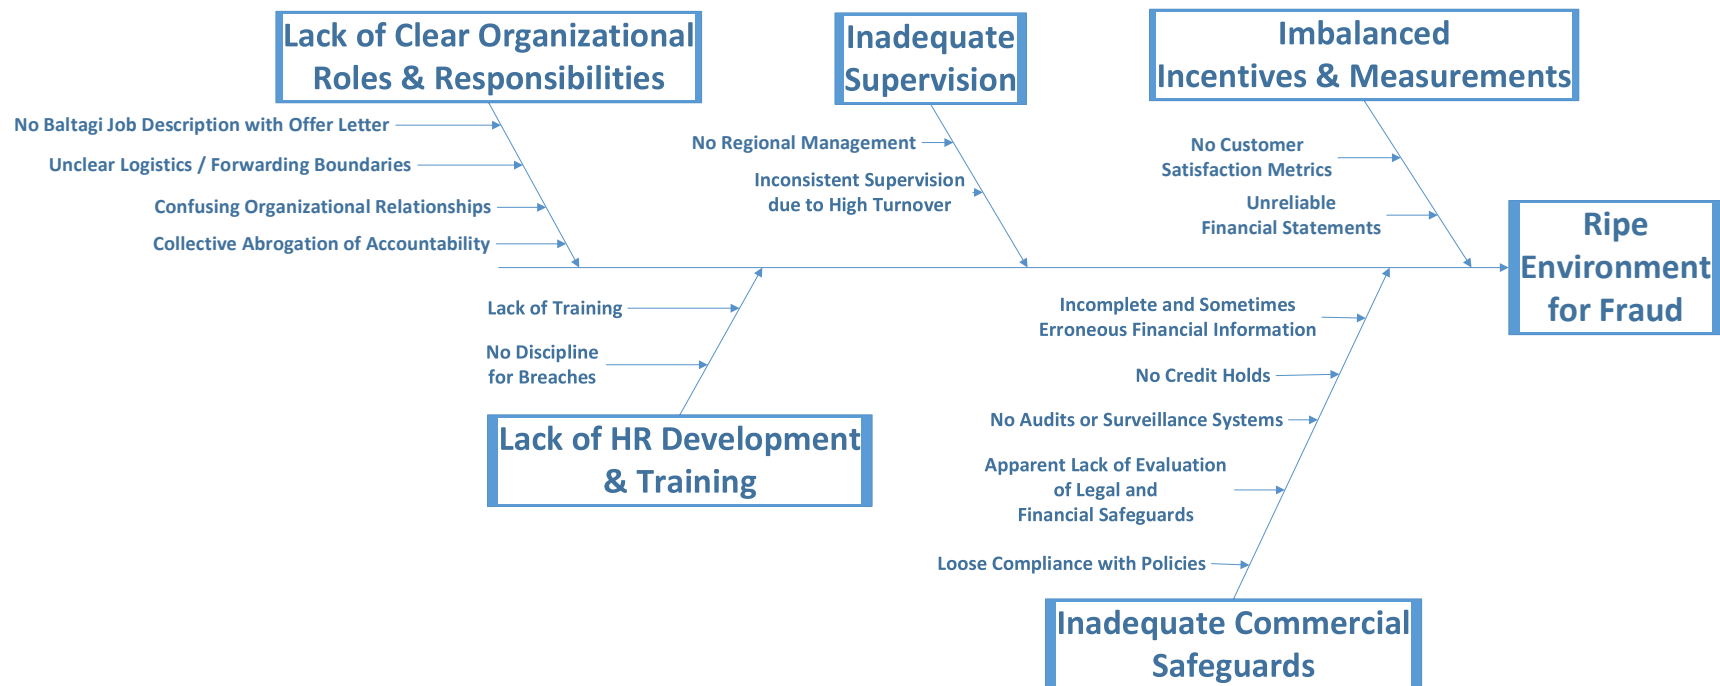 Lack of Clear Organizational
Roles & Responsibilities
No Baltagi Job Description with Offer Letter
Unclear Logistics / Forwarding Boundaries
Confusing Organizational Relationships
Collective Abrogation of Accountability
Inadequate
Supervision
No Regional Management
Inconsistent Supervision
due to High Turnover
Imbalanced
Incentives & Measurements
No Customer
Satisfaction Metrics
Unreliable
Financial Statements
Ripe
Environment
for Fraud
Lack of Training
No Discipline
for Breaches
Lack of HR Development
& Training
Incomplete and Sometimes
Erroneous Financial Information
No Credit Holds
No Audits or Surveillance Systems
Apparent Lack of Evaluation
of Legal and
Financial Safeguards
Loose Compliance with Policies
Inadequate Commercial
Safeguards